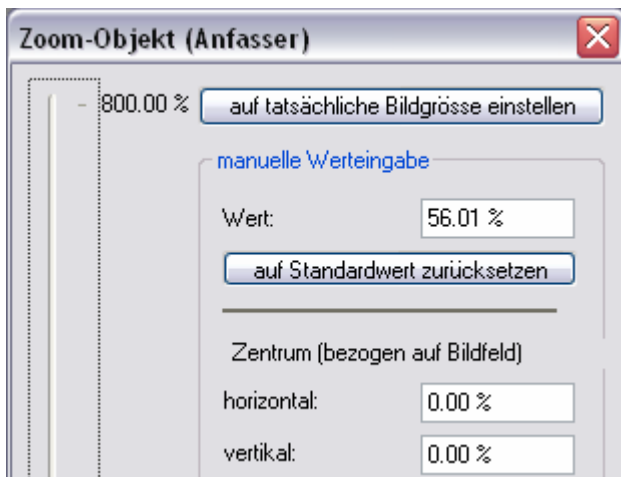 Zoom-Objekt (Anfasser)
800.00 % auf tatsächliche Bildgrösse einstellen
manuelle Werteingabe
Wert: 56.01 %
auf Standardwert zurücksetzen
Zentrum (bezogen auf Bildfeld)
horizontal: 0.00 %
vertikal: 0.00 %